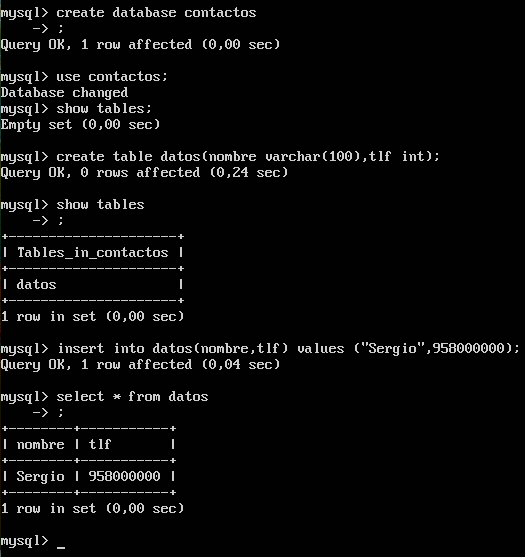 mysql> create database contactos
    -> ;
Query OK, 1 row affected (0,00 sec)
mysql> use contactos;
Database changed
mysql> show tables;
Empty set (0,00 sec)
mysql> create table datos(nombre varchar(100),tlf int);
Query OK, 0 rows affected (0,24 sec)
mysql> show tables
    -> ;
+---------------------+
| Tables_in_contactos |
+---------------------+
| datos               |
+---------------------+
1 row in set (0,00 sec)
mysql> insert into datos(nombre,tlf) values ("Sergio",958000000);
Query OK, 1 row affected (0,04 sec)
mysql> select * from datos
    -> ;
+--------+-----------+
| nombre | tlf       |
+--------+-----------+
| Sergio | 958000000 |
+--------+-----------+
1 row in set (0,00 sec)
mysql> _